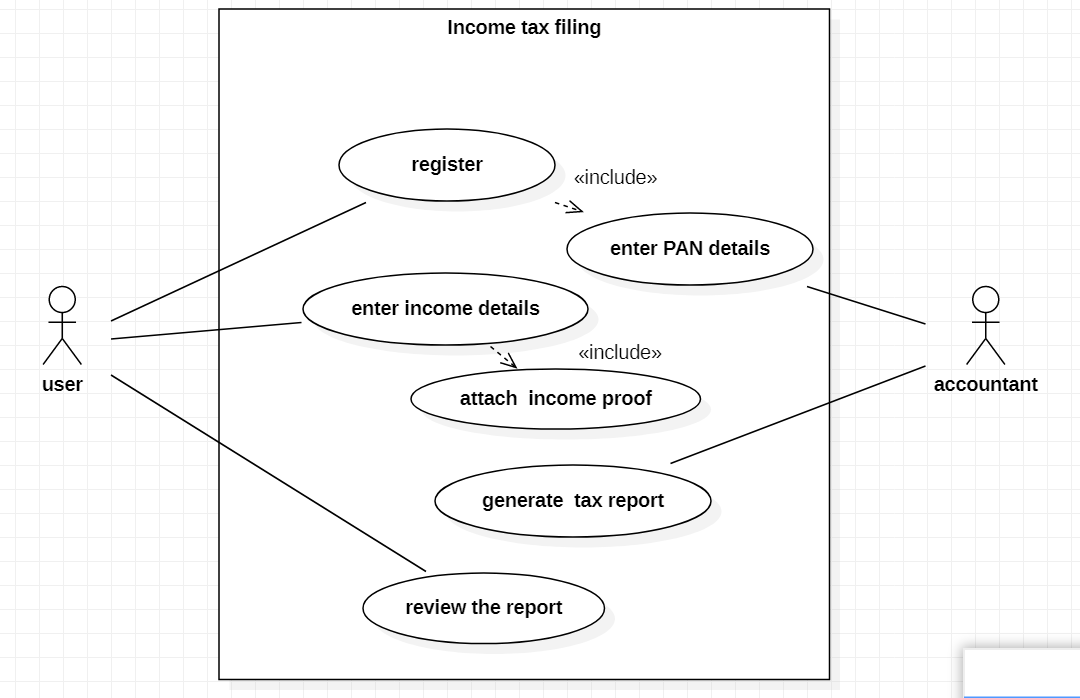 Income tax filing
register
«include»
enter PAN details
enter income details
user
accountant
«include»
attach  income proof
generate  tax report
review the report